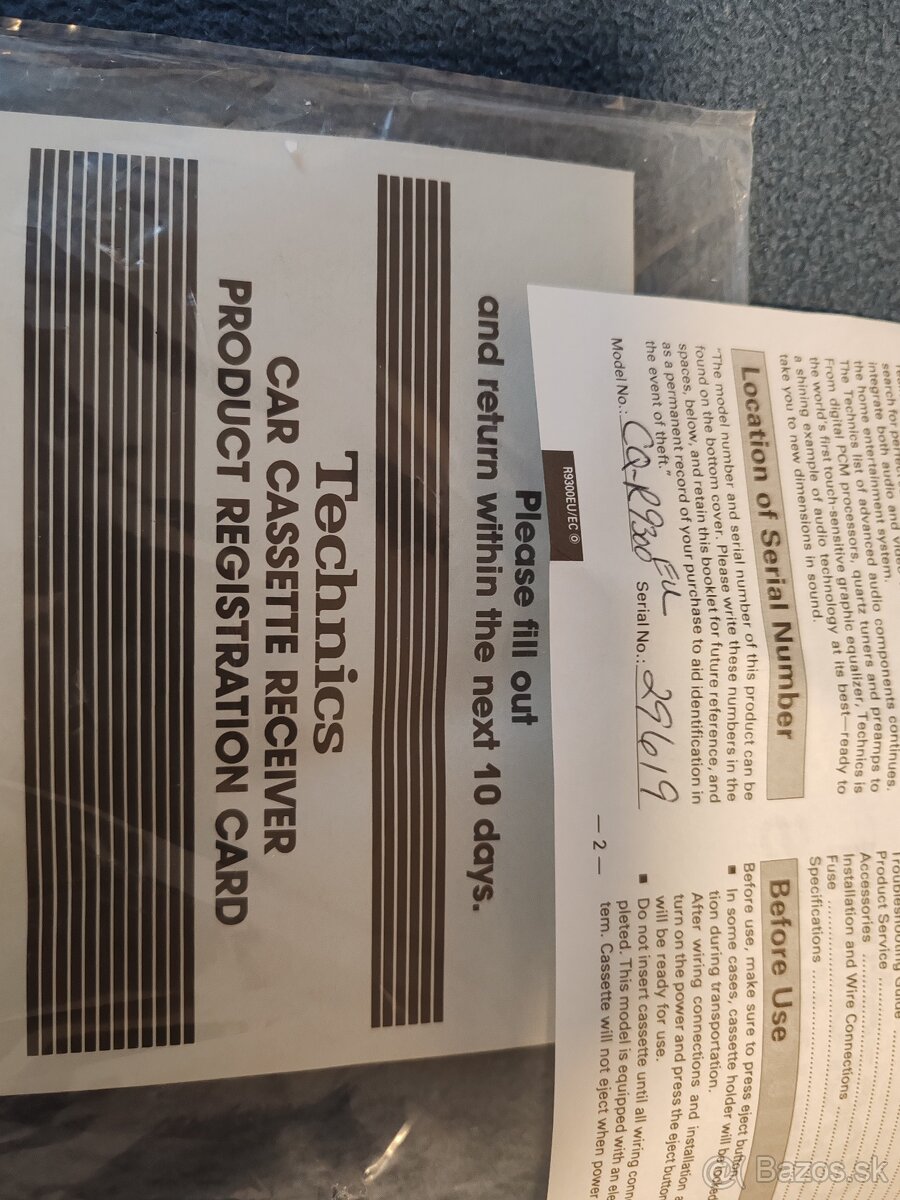 Please fill out
and return within the next 10 days.
Technics
CAR CASSETTE RECEIVER
PRODUCT REGISTRATION CARD
R9300EU/EC
integrate both audio and video
the home entertainment system.
The Technics list of advanced audio components continues.
From digital PCM processors, quartz tuners and preamps to
the world's first touch-sensitive graphic equalizer, Technics is
a shining example of audio technology at its best—ready to
take you to new dimensions in sound.
Location of Serial Number
"The model number and serial number of this product can be
found on the bottom cover. Please write these numbers in the
spaces, below, and retain this booklet for future reference, and
as a permanent record of your purchase to aid identification in
the event of theft."
Model No.: CQ-R9300EU Serial No.: 29619
— 2 —
Product Service
Accessories
Installation and Wire Connections
Fuse
Specifications
Before Use
Before use, make sure to press eject button
■ In some cases, cassette holder will be locked
tion during transportation.
After wiring connections and installation a
turn on the power and press the eject button
will be ready for use.
■ Do not insert cassette until all wiring conn
pleted. This model is equipped with an ele
tem. Cassette will not eject when power
Bazos.sk